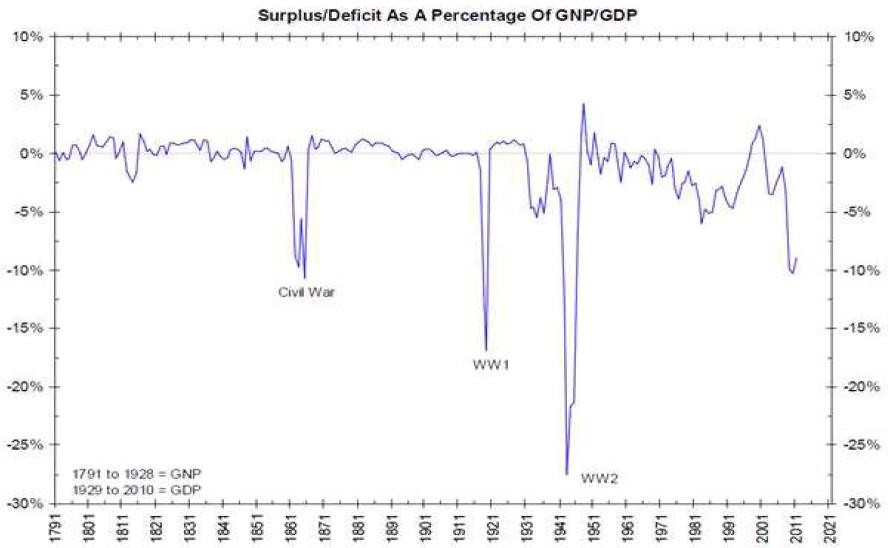 Surplus/Deficit As A Percentage Of GNP/GDP
10% 10%
5% 5%
0% 0%
-5% -5%
-10% -10%
Civil War
-15% -15%
WW1
-20% -20%
-25% -25%
1791 to 1928 = GNP
WW2
1929 to 2010 = GDP
-30% -30%
1791 1801 1811 1821 1831 1841 1851 1861 1871 1881 1891 1901 1911 1921 1931 1941 1951 1961 1971 1981 1991 2001 2011 2021